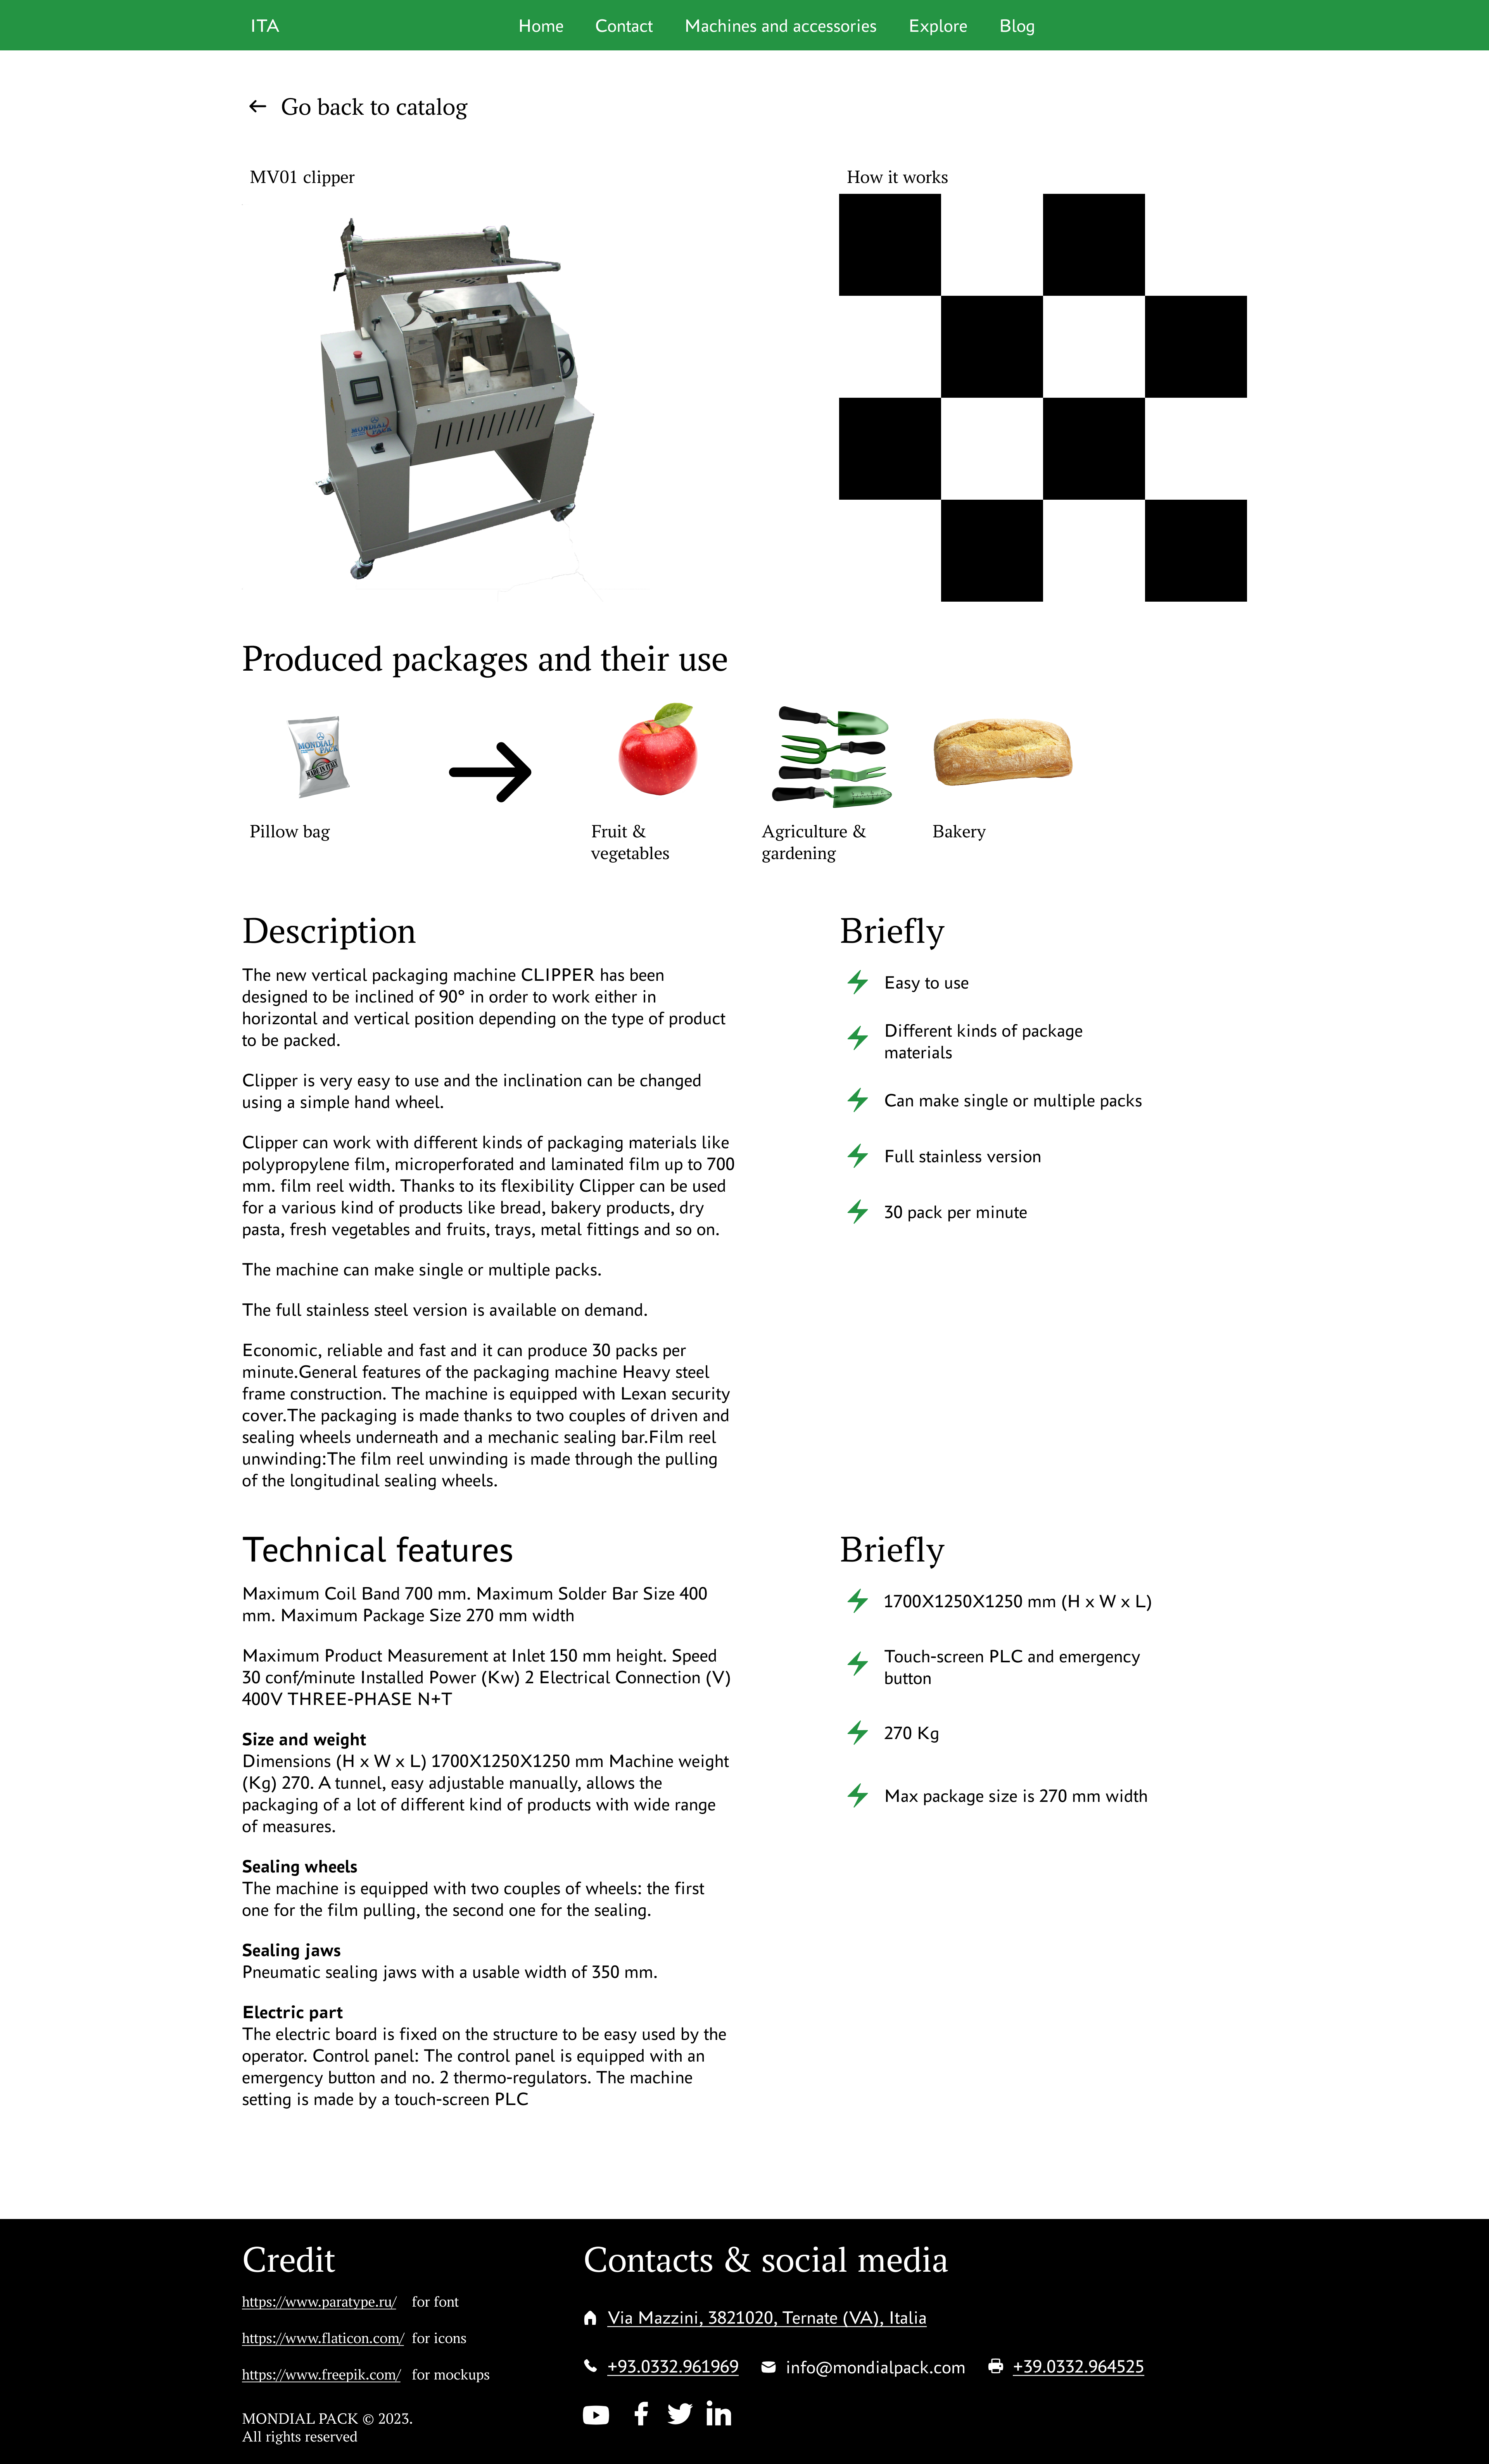 ITA
Home Contact Machines and accessories Explore Blog
Go back to catalog
MV01 clipper
How it works
MONDIAL
Produced packages and their use
MONDIAL
PACK
MADE IN ITALY
Pillow bag
Fruit &
vegetables
Agriculture &
gardening
Bakery
Description
The new vertical packaging machine CLIPPER has been
designed to be inclined of 90° in order to work either in
horizontal and vertical position depending on the type of product
to be packed.
Clipper is very easy to use and the inclination can be changed
using a simple hand wheel.
Clipper can work with different kinds of packaging materials like
polypropylene film, microperforated and laminated film up to 700
mm. film reel width. Thanks to its flexibility Clipper can be used
for a various kind of products like bread, bakery products, dry
pasta, fresh vegetables and fruits, trays, metal fittings and so on.
The machine can make single or multiple packs.
The full stainless steel version is available on demand.
Economic, reliable and fast and it can produce 30 packs per
minute.General features of the packaging machine Heavy steel
frame construction. The machine is equipped with Lexan security
cover.The packaging is made thanks to two couples of driven and
sealing wheels underneath and a mechanic sealing bar.Film reel
unwinding:The film reel unwinding is made through the pulling
of the longitudinal sealing wheels.
Briefly
Easy to use
Different kinds of package
materials
Can make single or multiple packs
Full stainless version
30 pack per minute
Technical features
Maximum Coil Band 700 mm. Maximum Solder Bar Size 400
mm. Maximum Package Size 270 mm width
Maximum Product Measurement at Inlet 150 mm height. Speed
30 conf/minute Installed Power (Kw) 2 Electrical Connection (V)
400V THREE-PHASE N+T
Size and weight
Dimensions (H x W x L) 1700X1250X1250 mm Machine weight
(Kg) 270. A tunnel, easy adjustable manually, allows the
packaging of a lot of different kind of products with wide range
of measures.
Sealing wheels
The machine is equipped with two couples of wheels: the first
one for the film pulling, the second one for the sealing.
Sealing jaws
Pneumatic sealing jaws with a usable width of 350 mm.
Electric part
The electric board is fixed on the structure to be easy used by the
operator. Control panel: The control panel is equipped with an
emergency button and no. 2 thermo-regulators. The machine
setting is made by a touch-screen PLC
Briefly
1700X1250X1250 mm (H x W x L)
Touch-screen PLC and emergency
button
270 Kg
Max package size is 270 mm width
Credit
https://www.paratype.ru/ for font
https://www.flaticon.com/ for icons
https://www.freepik.com/ for mockups
MONDIAL PACK © 2023.
All rights reserved
Contacts & social media
Via Mazzini, 3821020, Ternate (VA), Italia
+93.0332.961969 info@mondialpack.com +39.0332.964525